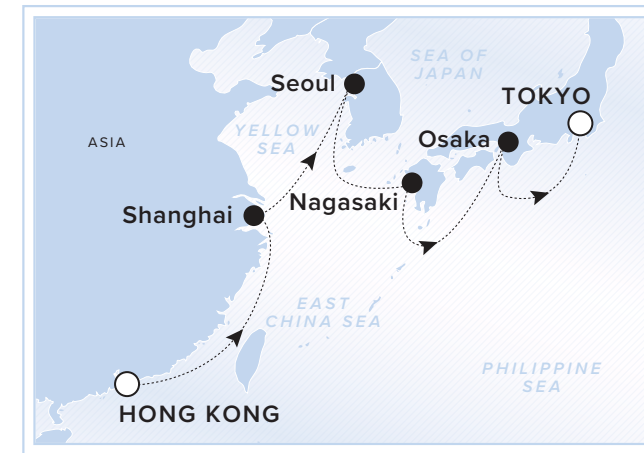 SEA OF
JAPAN
Seoul
TOKYO
YELLOW
SEA
ASIA
Osaka
Nagasaki
Shanghai
EAST
CHINA SEA
PHILIPPINE
SEA
HONG KONG